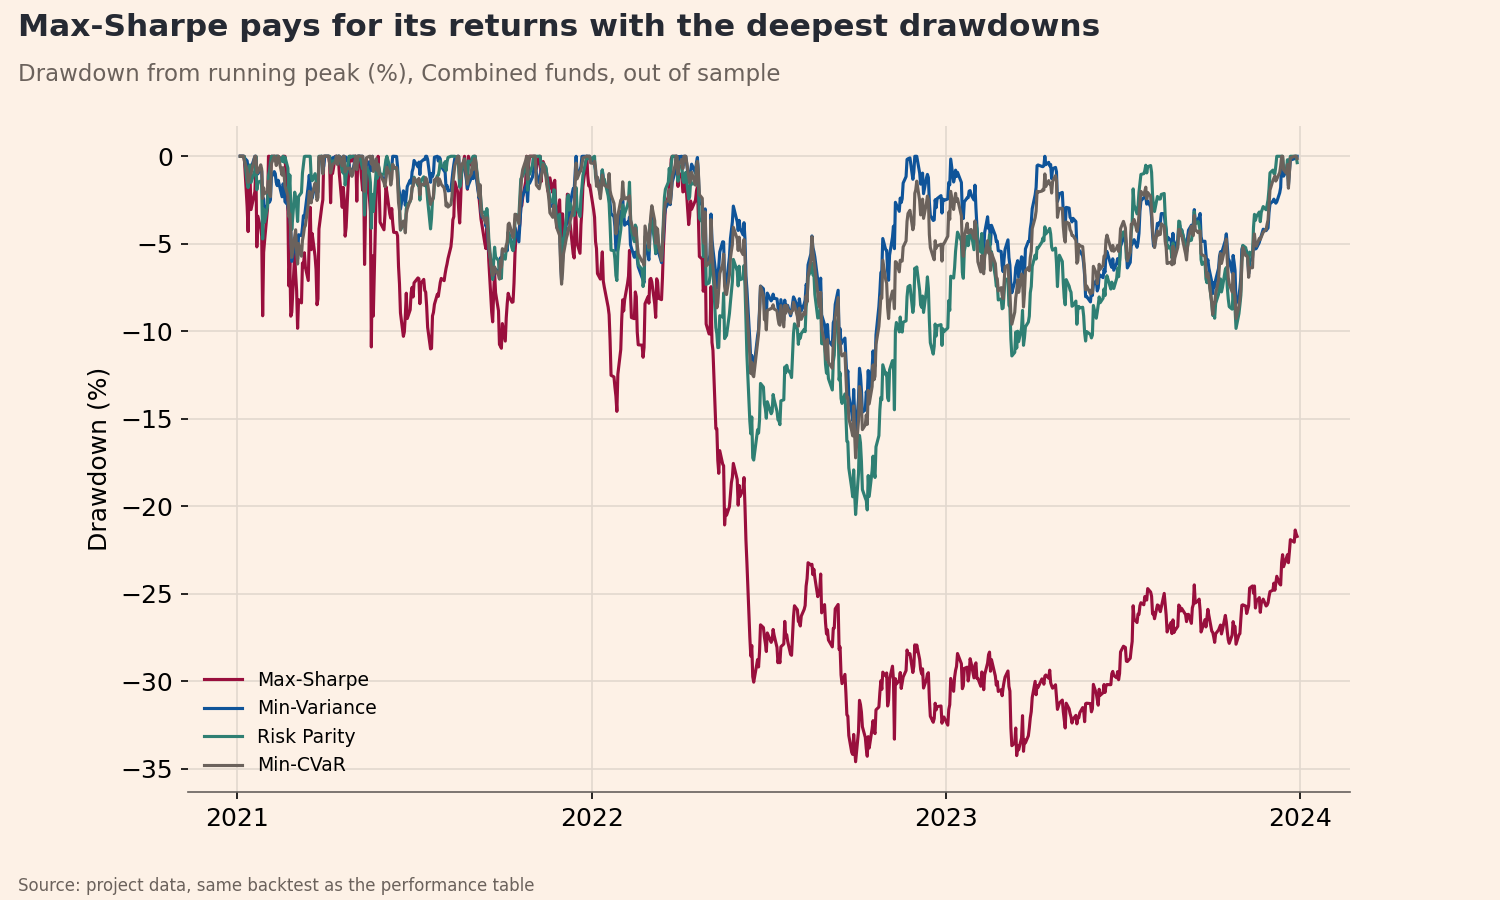 Max-Sharpe pays for its returns with the deepest drawdowns
Drawdown from running peak (%), Combined funds, out of sample
Drawdown (%)
0
−5
−10
−15
−20
−25
−30
−35
Max-Sharpe
Min-Variance
Risk Parity
Min-CVaR
2021 2022 2023 2024
Source: project data, same backtest as the performance table